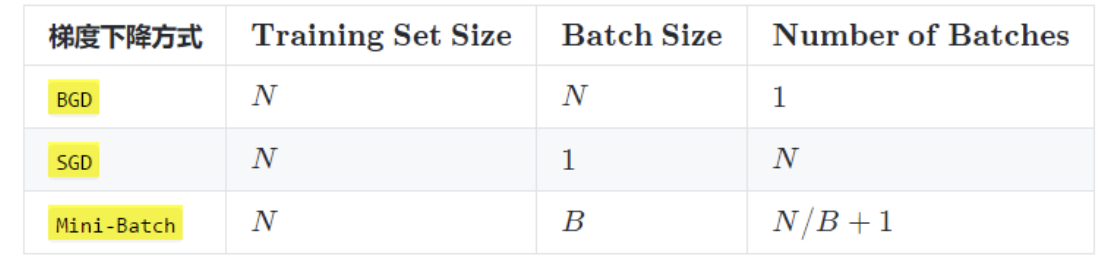 梯度下降方式 Training Set Size Batch Size Number of Batches
BGD N N 1
SGD N 1 N
Mini-Batch N B N/B + 1